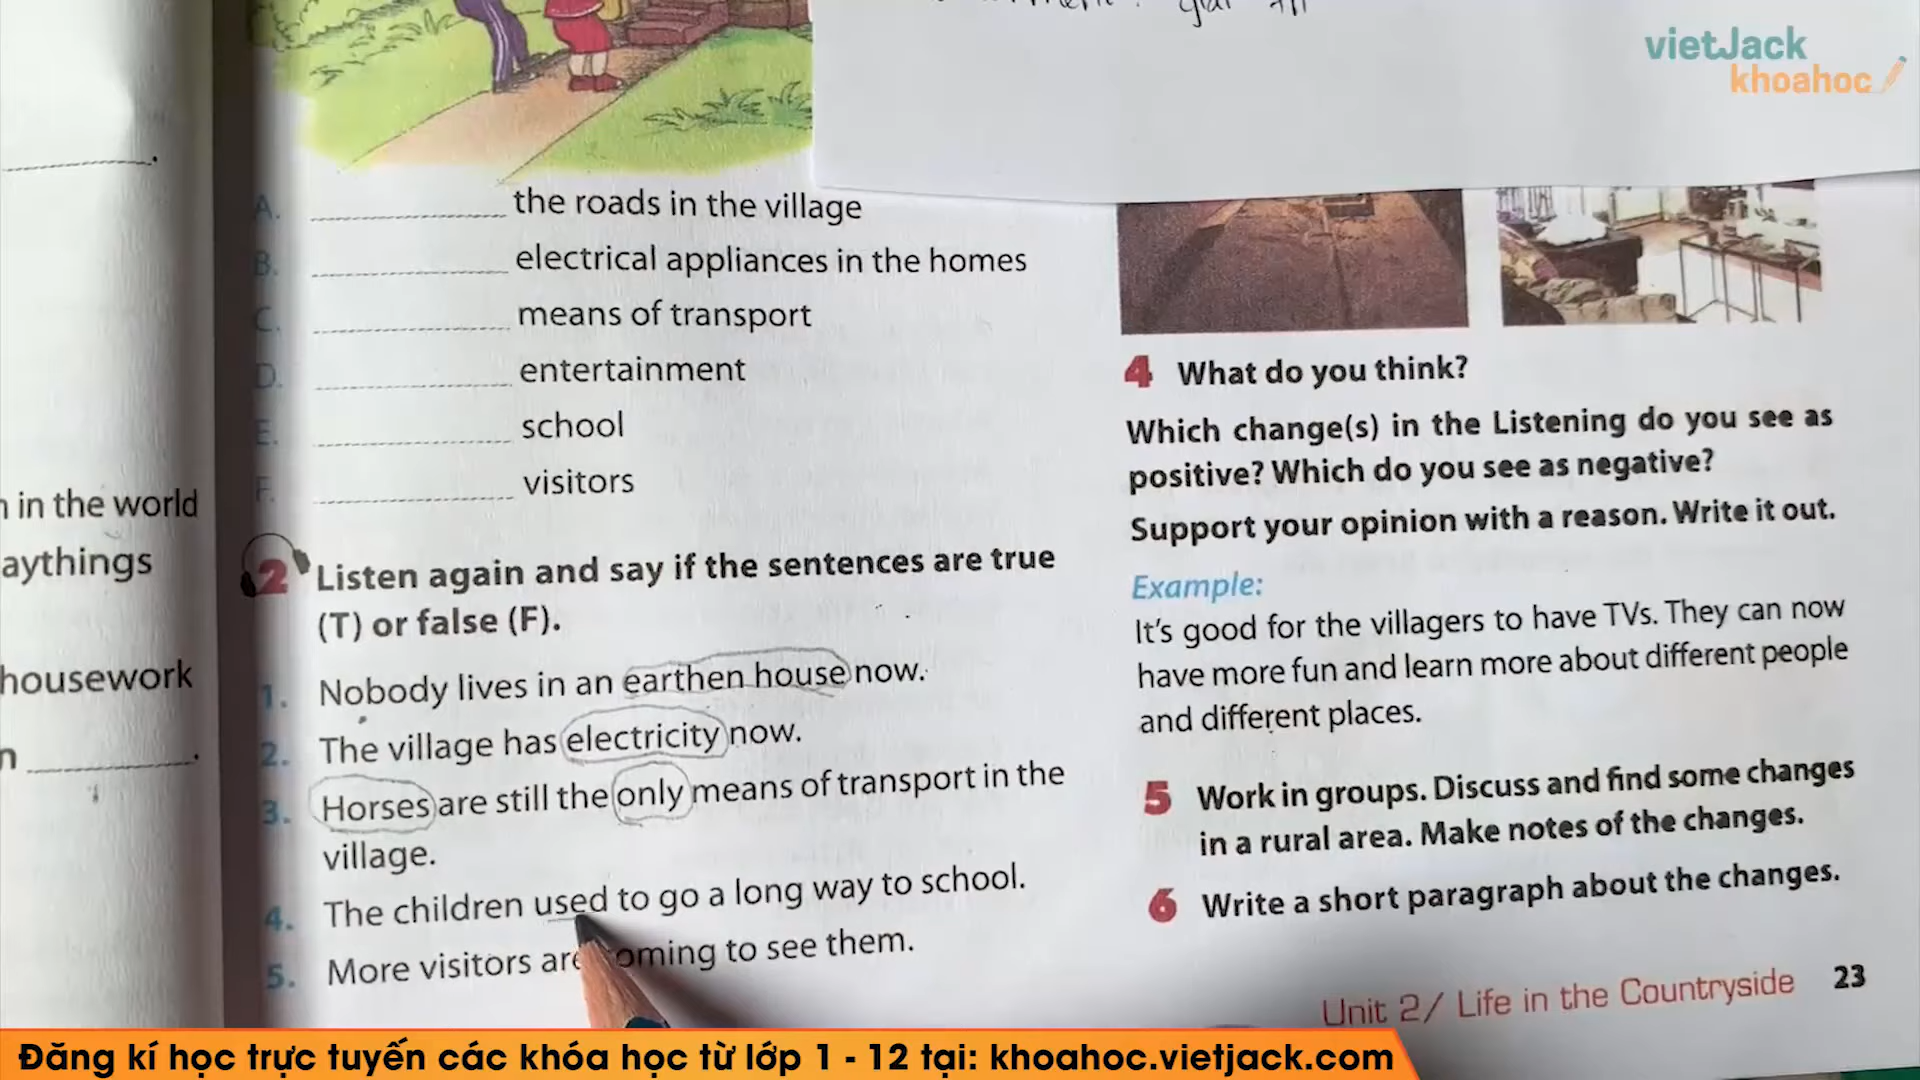 giải trí
vietJack
khoahoc
A. the roads in the village
B. electrical appliances in the homes
C. means of transport
D. entertainment
E. school
F. visitors
in the world
aythings
housework
2 Listen again and say if the sentences are true
(T) or false (F).
1. Nobody lives in an earthen house now.
2. The village has electricity now.
3. Horses are still the only means of transport in the
village.
4. The children used to go a long way to school.
5. More visitors are coming to see them.
4 What do you think?
Which change(s) in the Listening do you see as
positive? Which do you see as negative?
Support your opinion with a reason. Write it out.
Example:
It's good for the villagers to have TVs. They can now
have more fun and learn more about different people
and different places.
5 Work in groups. Discuss and find some changes
in a rural area. Make notes of the changes.
6 Write a short paragraph about the changes.
Unit 2/ Life in the Countryside 23
Đăng kí học trực tuyến các khóa học từ lớp 1 - 12 tại: khoahoc.vietjack.com